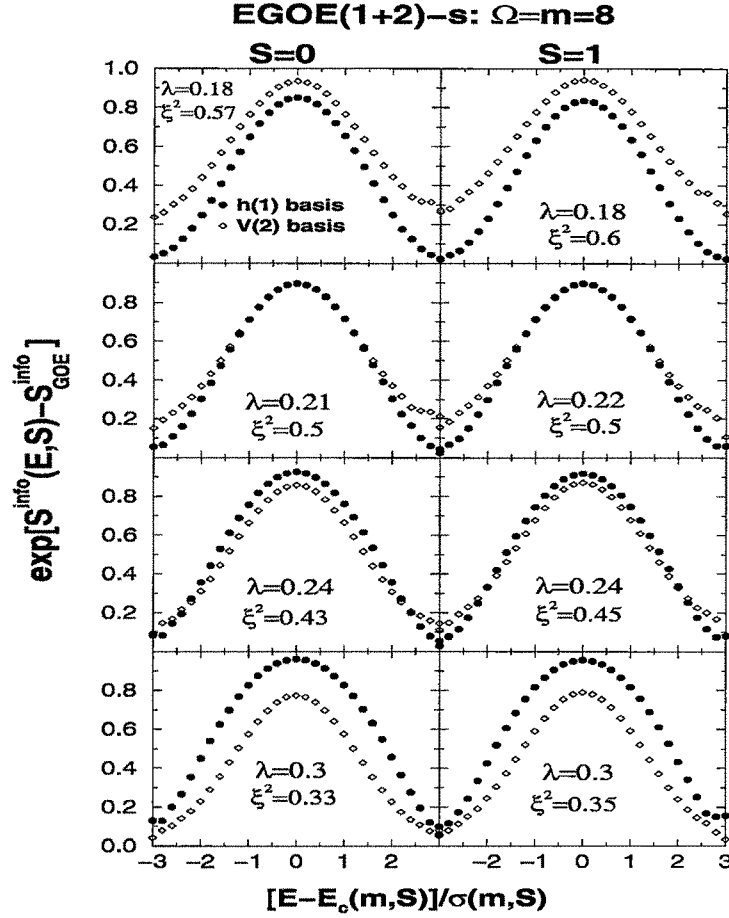 EGOE(1+2)-s: Ω=m=8
S=0 S=1
1.0
λ=0.18
ξ²=0.57
0.8
0.6
0.4
h(1) basis
V(2) basis
0.2
λ=0.18
ξ²=0.6
0.8
0.6
0.4
0.2
λ=0.21
ξ²=0.5
λ=0.22
ξ²=0.5
0.8
0.6
0.4
0.2
λ=0.24
ξ²=0.43
λ=0.24
ξ²=0.45
0.8
0.6
0.4
0.2
0.0
λ=0.3
ξ²=0.33
λ=0.3
ξ²=0.35
exp[S^info(E,S)-S^info_GOE]
-3 -2 -1 0 1 2 -2 -1 0 1 2 3
[E-E_c(m,S)]/σ(m,S)